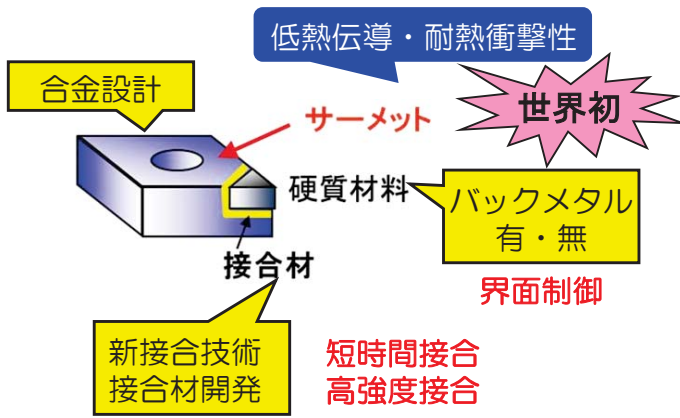 低熱伝導・耐熱衝撃性
合金設計
世界初
サーメット
硬質材料
バックメタル
有・無
接合材
界面制御
新接合技術
接合材開発
短時間接合
高強度接合